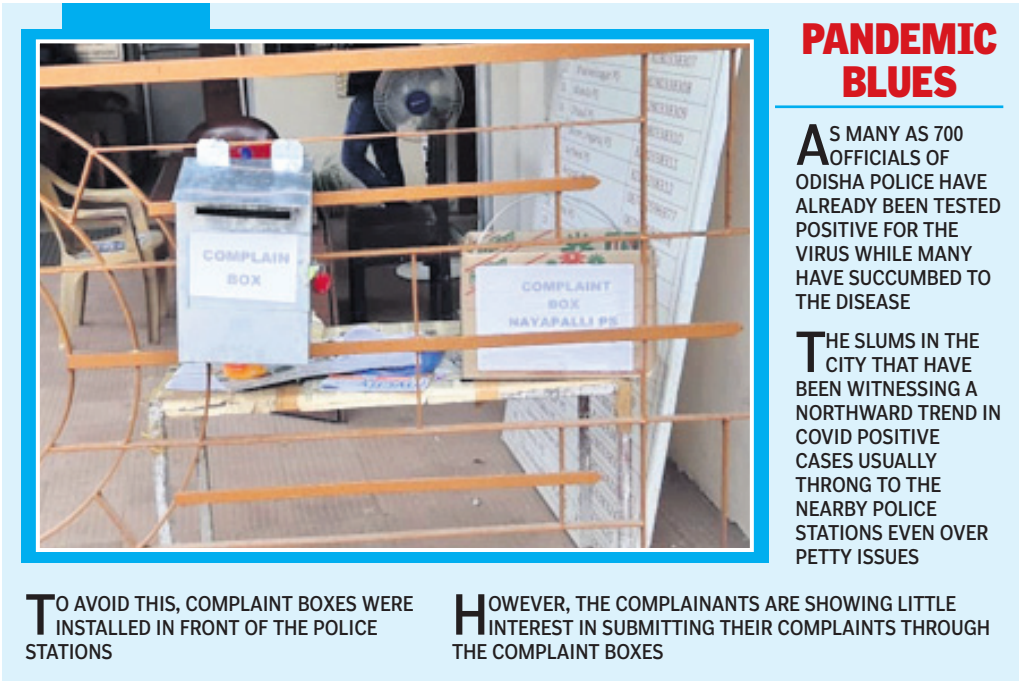 PANDEMIC
BLUES
AS MANY AS 700
OFFICIALS OF
ODISHA POLICE HAVE
ALREADY BEEN TESTED
POSITIVE FOR THE
VIRUS WHILE MANY
HAVE SUCCUMBED TO
THE DISEASE
THE SLUMS IN THE
CITY THAT HAVE
BEEN WITNESSING A
NORTHWARD TREND IN
COVID POSITIVE
CASES USUALLY
THRONG TO THE
NEARBY POLICE
STATIONS EVEN OVER
PETTY ISSUES
COMPLAIN
BOX
COMPLAINT
BOX
NAYAPALLI PS
TO AVOID THIS, COMPLAINT BOXES WERE
INSTALLED IN FRONT OF THE POLICE
STATIONS
HOWEVER, THE COMPLAINANTS ARE SHOWING LITTLE
INTEREST IN SUBMITTING THEIR COMPLAINTS THROUGH
THE COMPLAINT BOXES